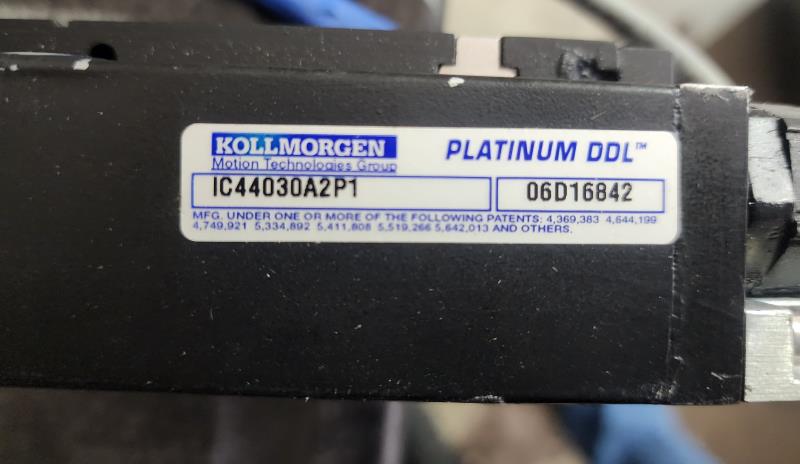 KOLLMORGEN
Motion Technologies Group
PLATINUM DDL™
IC44030A2P1
06D16842
MFG. UNDER ONE OR MORE OF THE FOLLOWING PATENTS: 4,369,383 4,644,199
4,749,921 5,334,892 5,411,808 5,519,266 5,642,013 AND OTHERS.